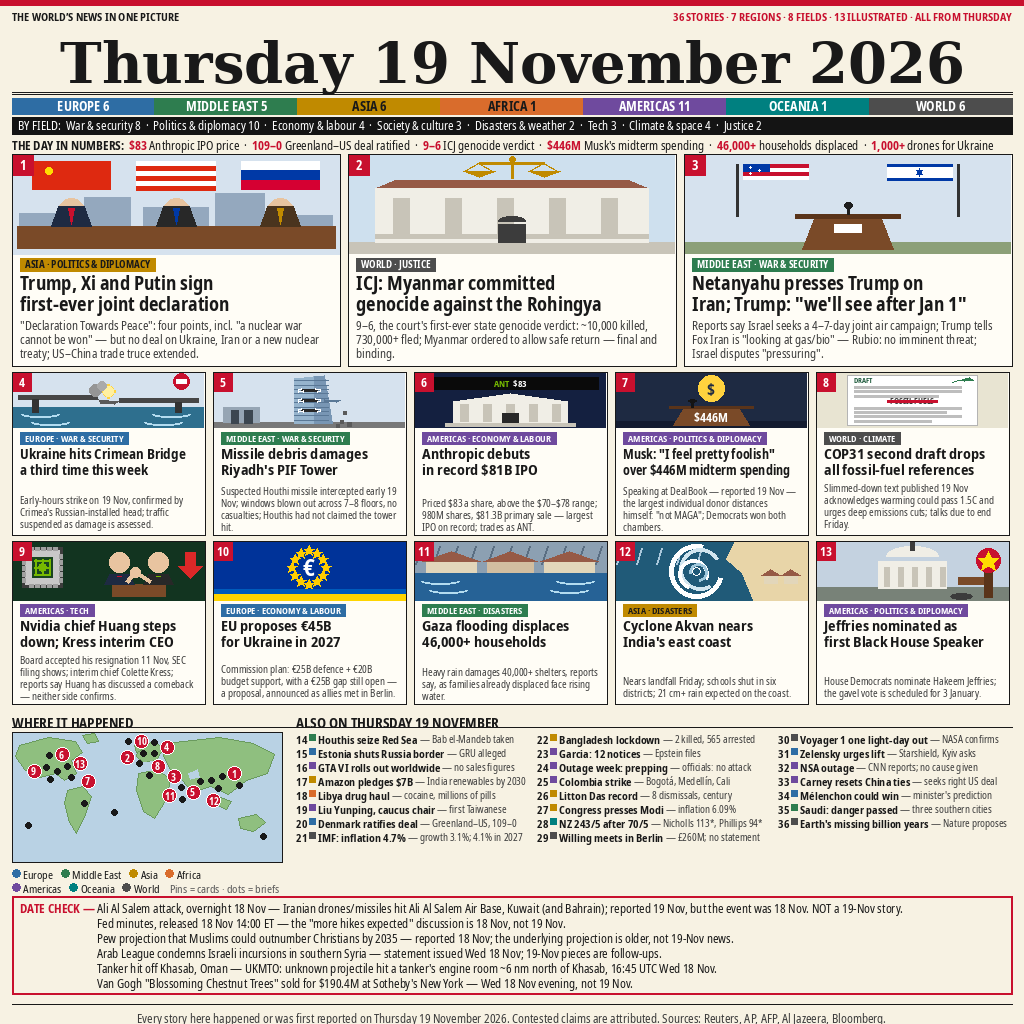 THE WORLD'S NEWS IN ONE PICTURE
36 STORIES · 7 REGIONS · 8 FIELDS · 13 ILLUSTRATED · ALL FROM THURSDAY
Thursday 19 November 2026
EUROPE 6
MIDDLE EAST 5
ASIA 6
AFRICA 1
AMERICAS 11
OCEANIA 1
WORLD 6
BY FIELD: War & security 8 · Politics & diplomacy 10 · Economy & labour 4 · Society & culture 3 · Disasters & weather 2 · Tech 3 · Climate & space 4 · Justice 2
THE DAY IN NUMBERS: $83 Anthropic IPO price · 109–0 Greenland–US deal ratified · 9–6 ICJ genocide verdict · $446M Musk's midterm spending · 46,000+ households displaced · 1,000+ drones for Ukraine
1
ASIA · POLITICS & DIPLOMACY
Trump, Xi and Putin sign
first-ever joint declaration
"Declaration Towards Peace": four points, incl. "a nuclear war
cannot be won" — but no deal on Ukraine, Iran or a new nuclear
treaty; US–China trade truce extended.
2
WORLD · JUSTICE
ICJ: Myanmar committed
genocide against the Rohingya
9–6, the court's first-ever state genocide verdict: ~10,000 killed,
730,000+ fled; Myanmar ordered to allow safe return — final and
binding.
3
MIDDLE EAST · WAR & SECURITY
Netanyahu presses Trump on
Iran; Trump: "we'll see after Jan 1"
Reports say Israel seeks a 4–7-day joint air campaign; Trump tells
Fox Iran is "looking at gas/bio" — Rubio: no imminent threat;
Israel disputes "pressuring".
4
EUROPE · WAR & SECURITY
Ukraine hits Crimean Bridge
a third time this week
Early-hours strike on 19 Nov, confirmed by
Crimea's Russian-installed head; traffic
suspended as damage is assessed.
5
MIDDLE EAST · WAR & SECURITY
Missile debris damages
Riyadh's PIF Tower
Suspected Houthi missile intercepted early 19
Nov; windows blown out across 7–8 floors, no
casualties; Houthis had not claimed the tower
hit.
6
ANT $83
AMERICAS · ECONOMY & LABOUR
Anthropic debuts
in record $81B IPO
Priced $83 a share, above the $70–$78 range;
980M shares, $81.3B primary sale — largest
IPO on record; trades as ANT.
7
$
$446M
AMERICAS · POLITICS & DIPLOMACY
Musk: "I feel pretty foolish"
over $446M midterm spending
Speaking at DealBook — reported 19 Nov —
the largest individual donor distances
himself. "not MAGA"; Democrats won both
chambers.
8
DRAFT
FOSSIL FUELS
WORLD · CLIMATE
COP31 second draft drops
all fossil-fuel references
Slimmed-down text published 19 Nov
acknowledges warming could pass 1.5C and
urges deep emissions cuts; talks due to end
Friday.
9
AMERICAS · TECH
Nvidia chief Huang steps
down; Kress interim CEO
Board accepted his resignation 11 Nov, SEC
filing shows; interim chief Colette Kress;
reports say Huang has discussed a comeback
— neither side confirms.
10
€
EUROPE · ECONOMY & LABOUR
EU proposes €45B
for Ukraine in 2027
Commission plan: €25B defence + €20B
budget support, with a €25B gap still open —
a proposal, announced as allies met in Berlin.
11
MIDDLE EAST · DISASTERS
Gaza flooding displaces
46,000+ households
Heavy rain damages 40,000+ shelters, reports
say, as families already displaced face rising
water.
12
ASIA · DISASTERS
Cyclone Akvan nears
India's east coast
Nears landfall Friday; schools shut in six
districts; 21 cm+ rain expected on the coast.
13
AMERICAS · POLITICS & DIPLOMACY
Jeffries nominated as
first Black House Speaker
House Democrats nominate Hakeem Jeffries;
the gavel vote is scheduled for 3 January.
WHERE IT HAPPENED
10
6
4
13
2
9
8
3
1
7
5
11
12
Europe Middle East Asia Africa
Americas Oceania World Pins = cards · dots = briefs
ALSO ON THURSDAY 19 NOVEMBER
14 Houthis seize Red Sea — Bab el-Mandeb taken
15 Estonia shuts Russia border — GRU alleged
16 GTA VI rolls out worldwide — no sales figures
17 Amazon pledges $7B — India renewables by 2030
18 Libya drug haul — cocaine, millions of pills
19 Liu Yunping, caucus chair — first Taiwanese
20 Denmark ratifies deal — Greenland–US, 109–0
21 IMF: inflation 4.7% — growth 3.1%; 4.1% in 2027
22 Bangladesh lockdown — 2 killed, 565 arrested
23 Garcia: 12 notices — Epstein files
24 Outage week: prepping — officials: no attack
25 Colombia strike — Bogotá, Medellín, Cali
26 Litton Das record — 8 dismissals, century
27 Congress presses Modi — inflation 6.09%
28 NZ 243/5 after 70/5 — Nicholls 113*, Phillips 94*
29 Willing meets in Berlin — £260M; no statement
30 Voyager 1 one light-day out — NASA confirms
31 Zelensky urges lift — Starshield, Kyiv asks
32 NSA outage — CNN reports; no cause given
33 Carney resets China ties — seeks right US deal
34 Mélenchon could win — minister's prediction
35 Saudi: danger passed — three southern cities
36 Earth's missing billion years — Nature proposes
DATE CHECK — Ali Al Salem attack, overnight 18 Nov — Iranian drones/missiles hit Ali Al Salem Air Base, Kuwait (and Bahrain); reported 19 Nov, but the event was 18 Nov. NOT a 19-Nov story.
Fed minutes, released 18 Nov 14:00 ET — the "more hikes expected" discussion is 18 Nov, not 19 Nov.
Pew projection that Muslims could outnumber Christians by 2035 — reported 18 Nov; the underlying projection is older, not 19-Nov news.
Arab League condemns Israeli incursions in southern Syria — statement issued Wed 18 Nov; 19-Nov pieces are follow-ups.
Tanker hit off Khasab, Oman — UKMTO: unknown projectile hit a tanker's engine room ~6 nm north of Khasab, 16:45 UTC Wed 18 Nov.
Van Gogh "Blossoming Chestnut Trees" sold for $190.4M at Sotheby's New York — Wed 18 Nov evening, not 19 Nov.
Every story here happened or was first reported on Thursday 19 November 2026. Contested claims are attributed. Sources: Reuters, AP, AFP, Al Jazeera, Bloomberg.